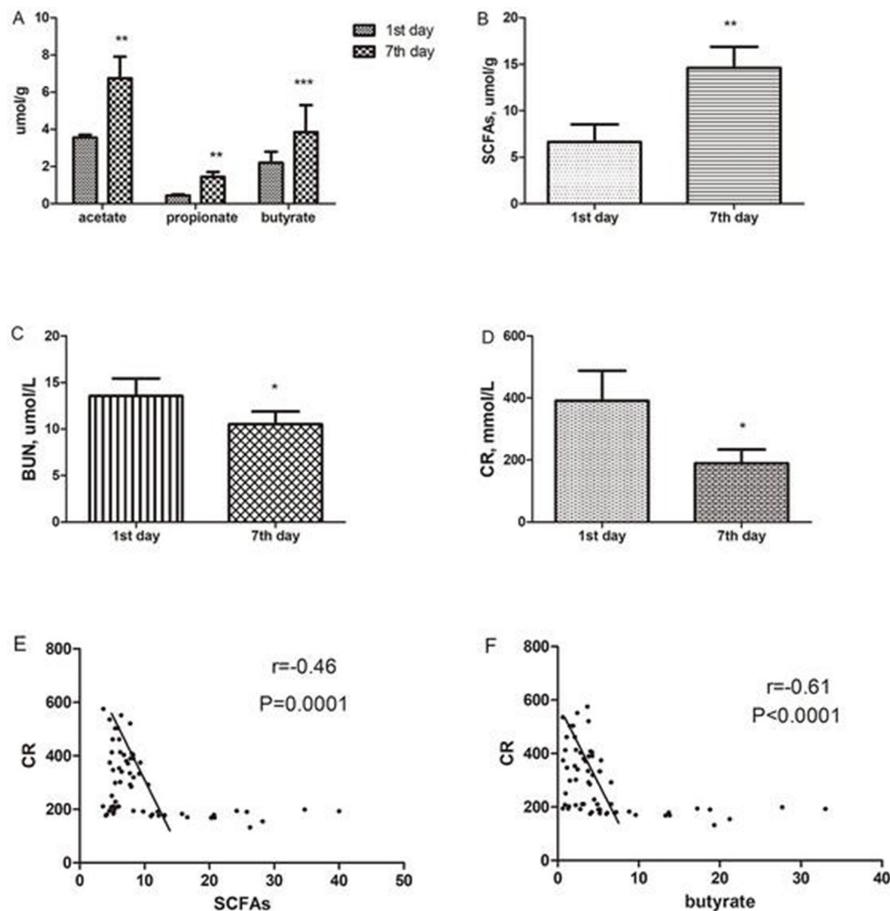 A
umol/g
10
8
6
4
2
0
**
**
***
acetate propionate butyrate
1st day
7th day
B
SCFAs, umol/g
20
15
10
5
0
**
1st day 7th day
C
BUN, umol/L
20
15
10
5
0
*
1st day 7th day
D
CR, mmol/L
600
400
200
0
*
1st day 7th day
E
CR
800
600
400
200
0
r=-0.46
P=0.0001
0 10 20 30 40 50
SCFAs
F
CR
800
600
400
200
0
r=-0.61
P<0.0001
0 10 20 30 40
butyrate